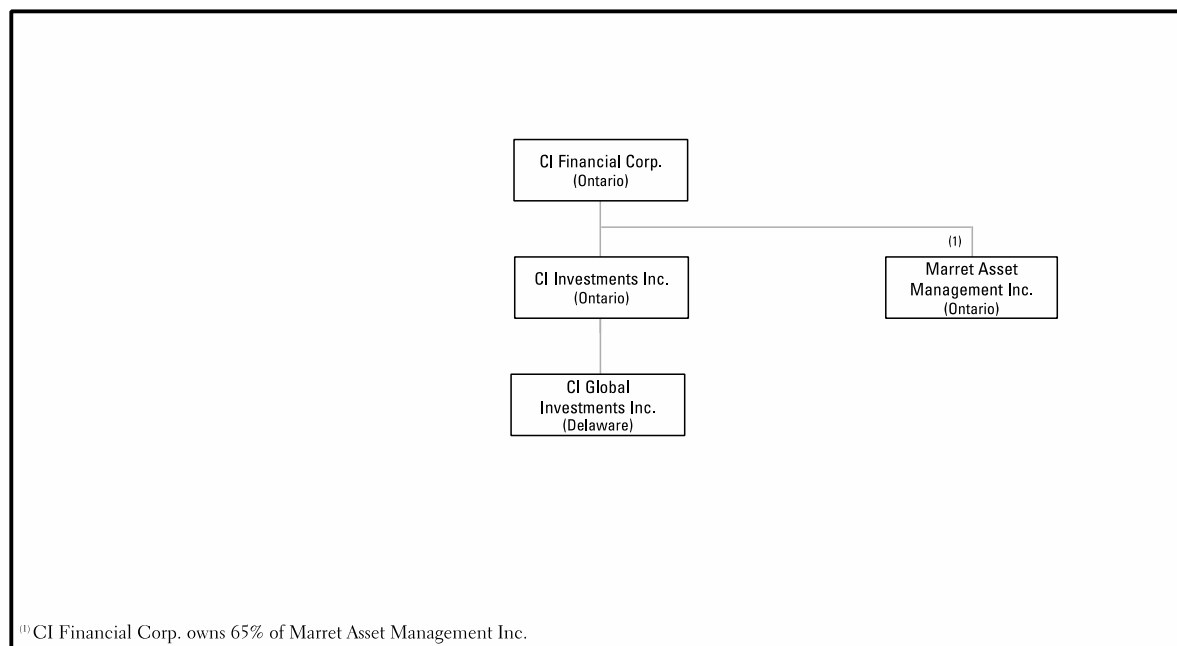 CI Financial Corp.
(Ontario)
(1)
CI Investments Inc.
(Ontario)
Marret Asset
Management Inc.
(Ontario)
CI Global
Investments Inc.
(Delaware)
(1) CI Financial Corp. owns 65% of Marret Asset Management Inc.